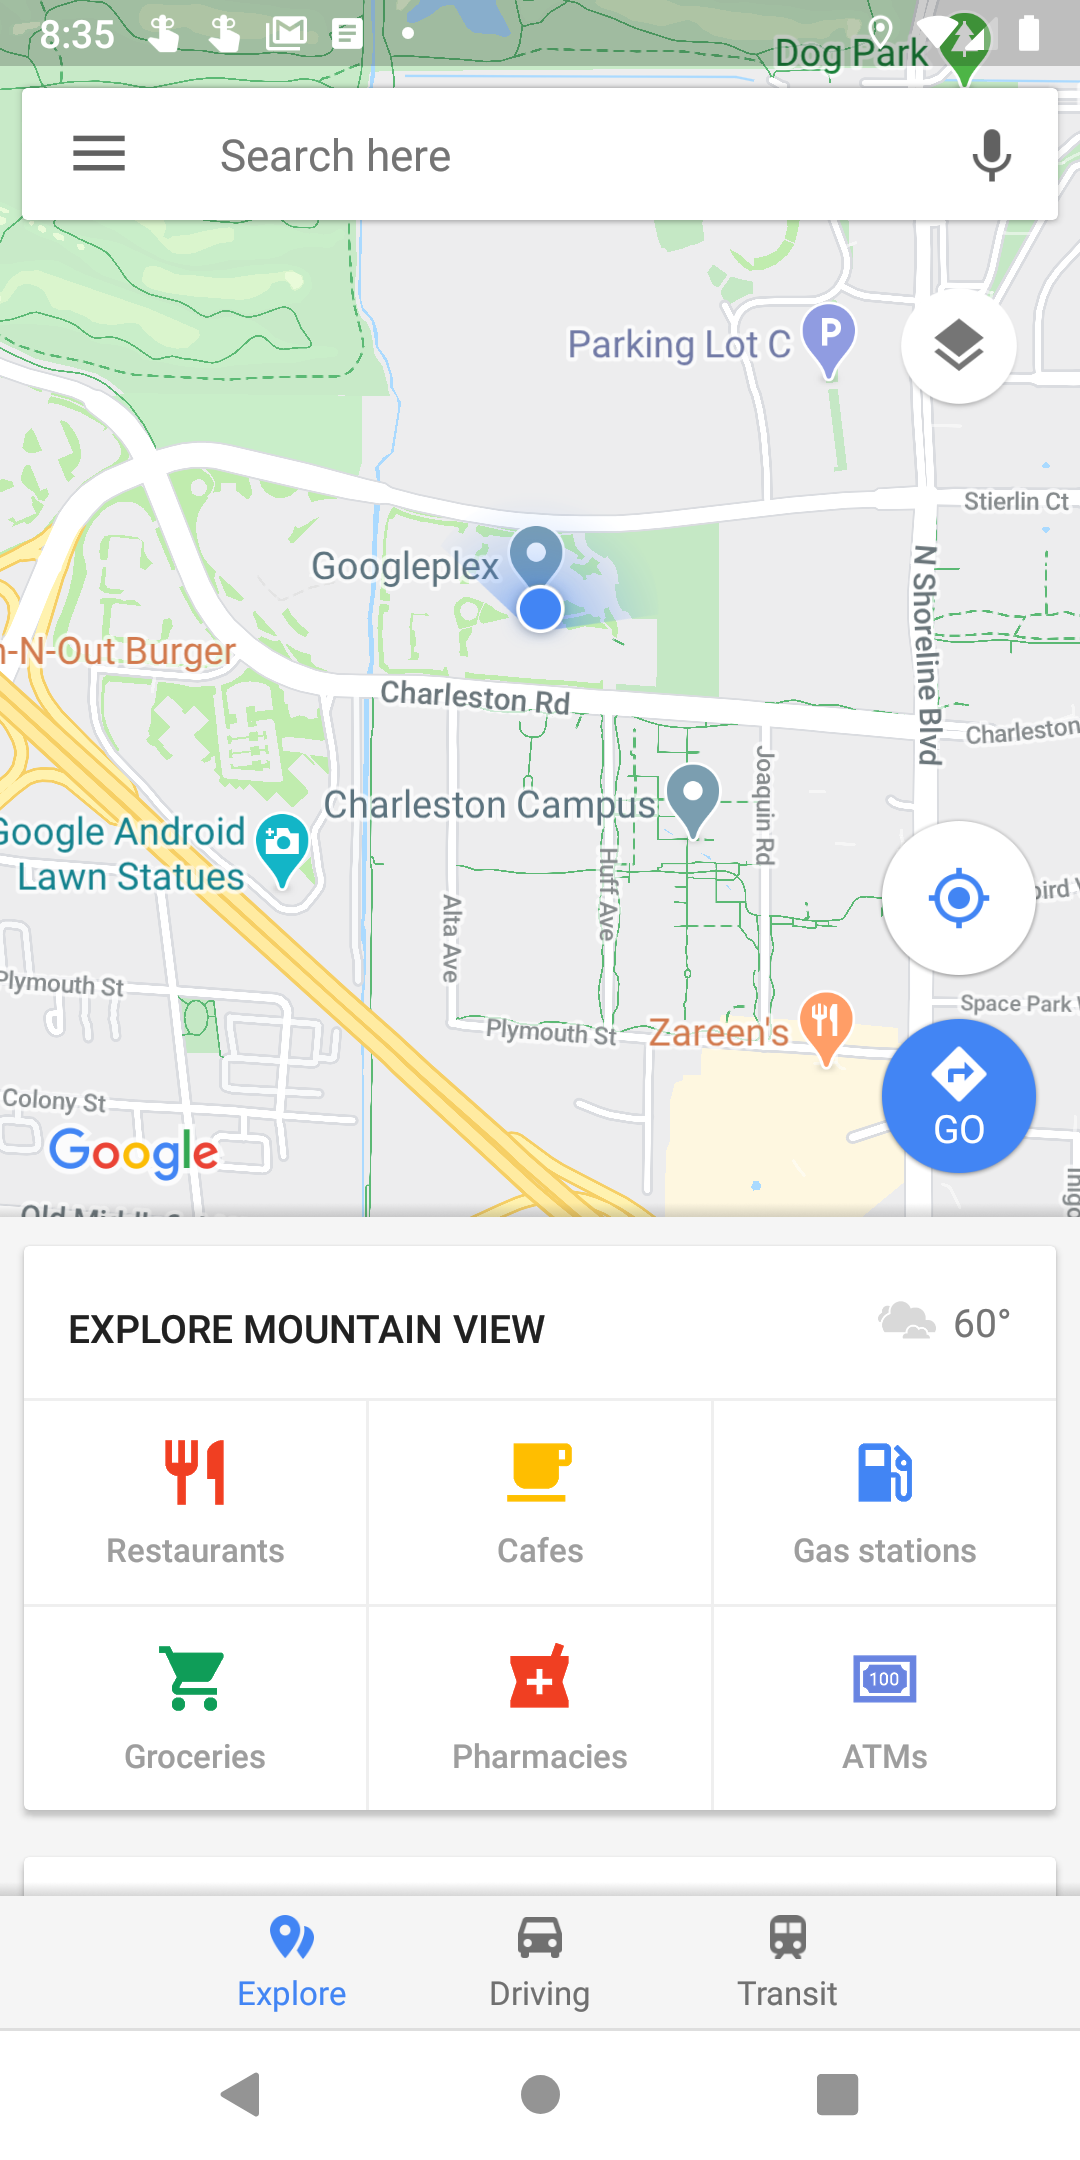 8:35
Dog Park
Search here
Parking Lot C
P
Stierlin Ct
Googleplex
N Shoreline Blvd
n-N-Out Burger
Charleston Rd
Charleston
Joaquin Rd
Charleston Campus
Google Android
Lawn Statues
Huff Ave
Alta Ave
bird
Plymouth St
Space Park
Plymouth St
Zareen's
Colony St
GO
Google
EXPLORE MOUNTAIN VIEW
60°
Restaurants
Cafes
Gas stations
100
Groceries
Pharmacies
ATMs
Explore
Driving
Transit